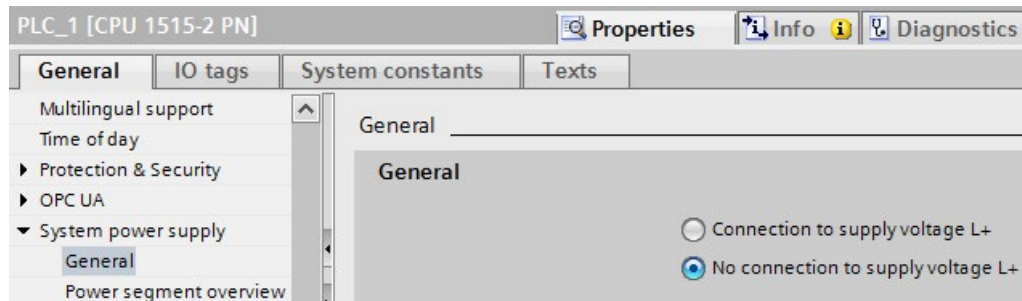 PLC_1 [CPU 1515-2 PN]
Properties Info Diagnostics
General IO tags System constants Texts
Multilingual support
Time of day
Protection & Security
OPC UA
System power supply
General
Power segment overview
General
General
Connection to supply voltage L+
No connection to supply voltage L+